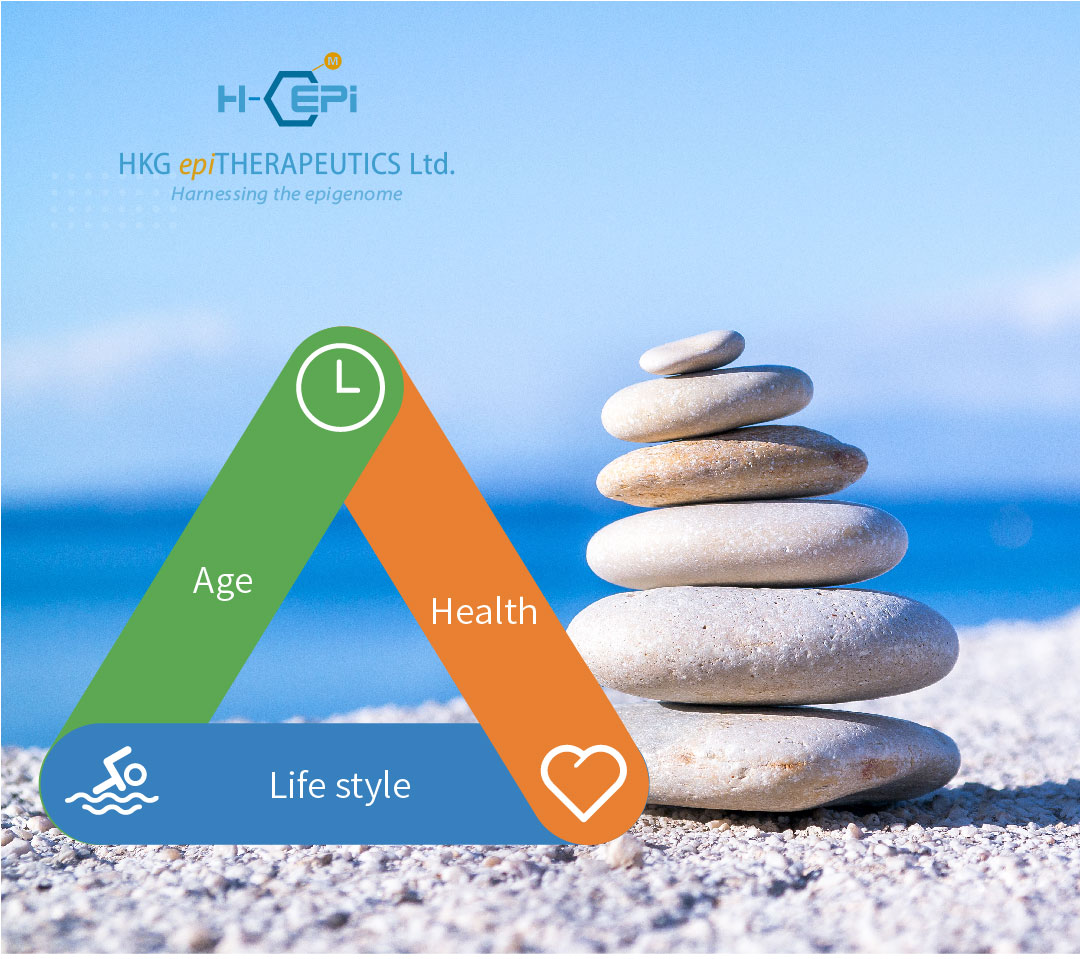 M
H-EPi
HKG epiTHERAPEUTICS Ltd.
Harnessing the epigenome
Age
Health
Life style